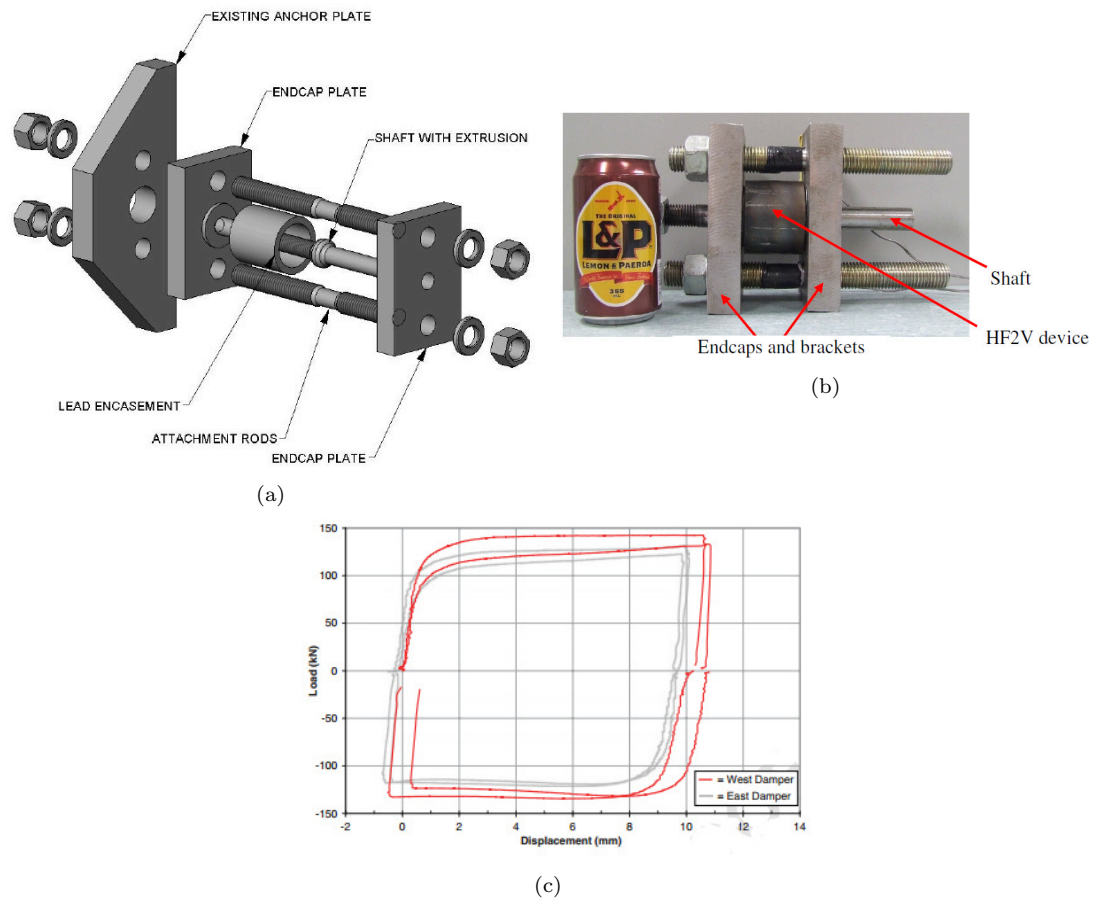 EXISTING ANCHOR PLATE
ENDCAP PLATE
SHAFT WITH EXTRUSION
LEAD ENCASEMENT
ATTACHMENT RODS
ENDCAP PLATE
(a)
THE ORIGINAL
L&P
LEMON & PAEROA
355
Shaft
HF2V device
Endcaps and brackets
(b)
150
100
50
0
-50
-100
-150
Load (kN)
-2
0
2
4
6
8
10
12
14
Displacement (mm)
= West Damper
= East Damper
(c)